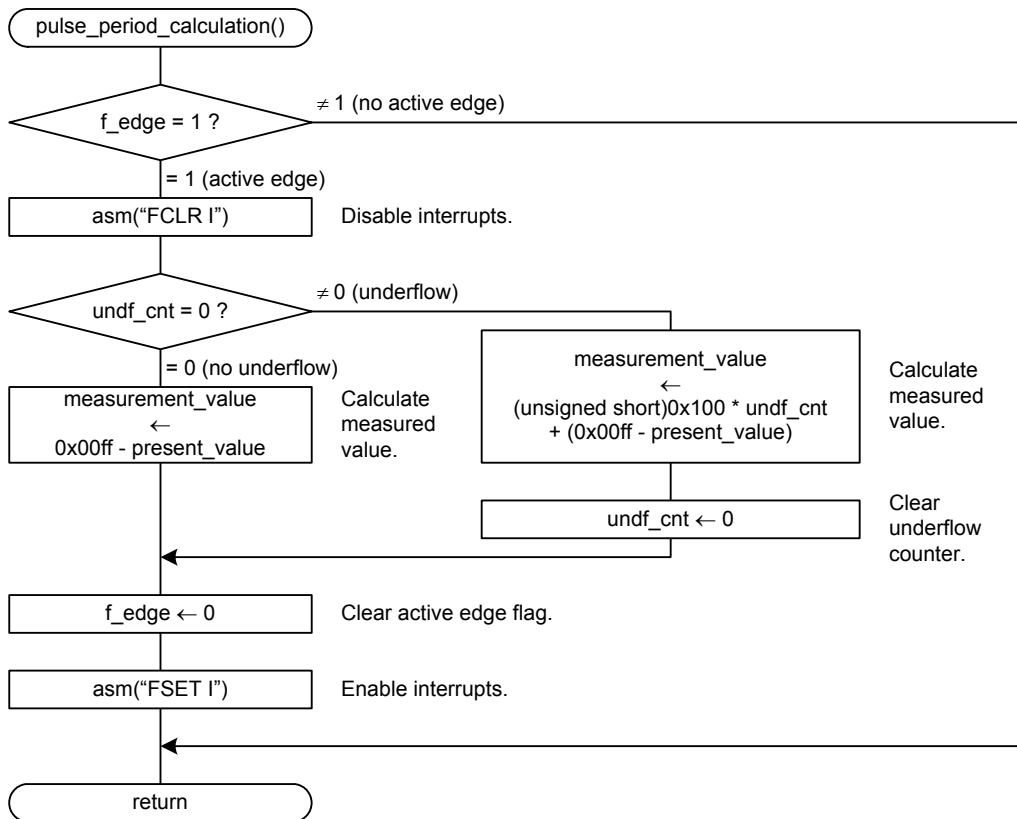 pulse_period_calculation()
≠ 1 (no active edge)
f_edge = 1 ?
= 1 (active edge)
asm(“FCLR I”)
Disable interrupts.
≠ 0 (underflow)
undf_cnt = 0 ?
= 0 (no underflow)
measurement_value
←
0x00ff - present_value
Calculate
measured
value.
measurement_value
←
(unsigned short)0x100 * undf_cnt
+ (0x00ff - present_value)
Calculate
measured
value.
undf_cnt ← 0
Clear
underflow
counter.
f_edge ← 0
Clear active edge flag.
asm(“FSET I”)
Enable interrupts.
return